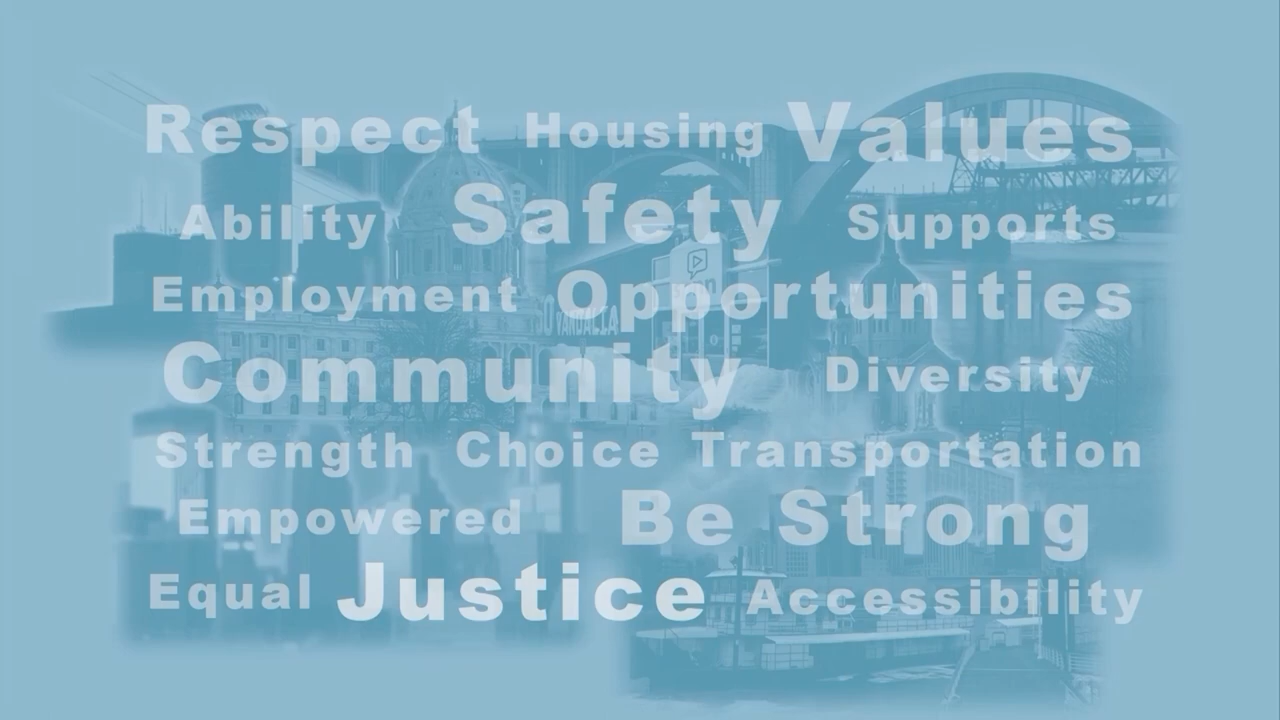 Respect Housing Values
Ability Safety Supports
Employment Opportunities
Community Diversity
Strength Choice Transportation
Empowered Be Strong
Equal Justice Accessibility